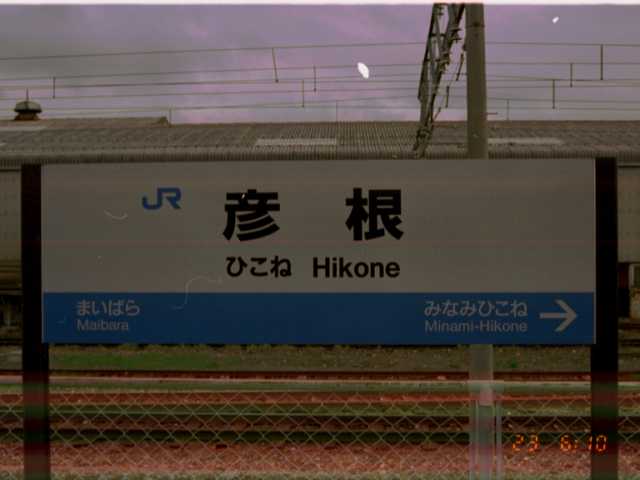 JR
彦根
ひこね Hikone
まいばら
Maibara
みなみひこね
Minami-Hikone
23 6:10